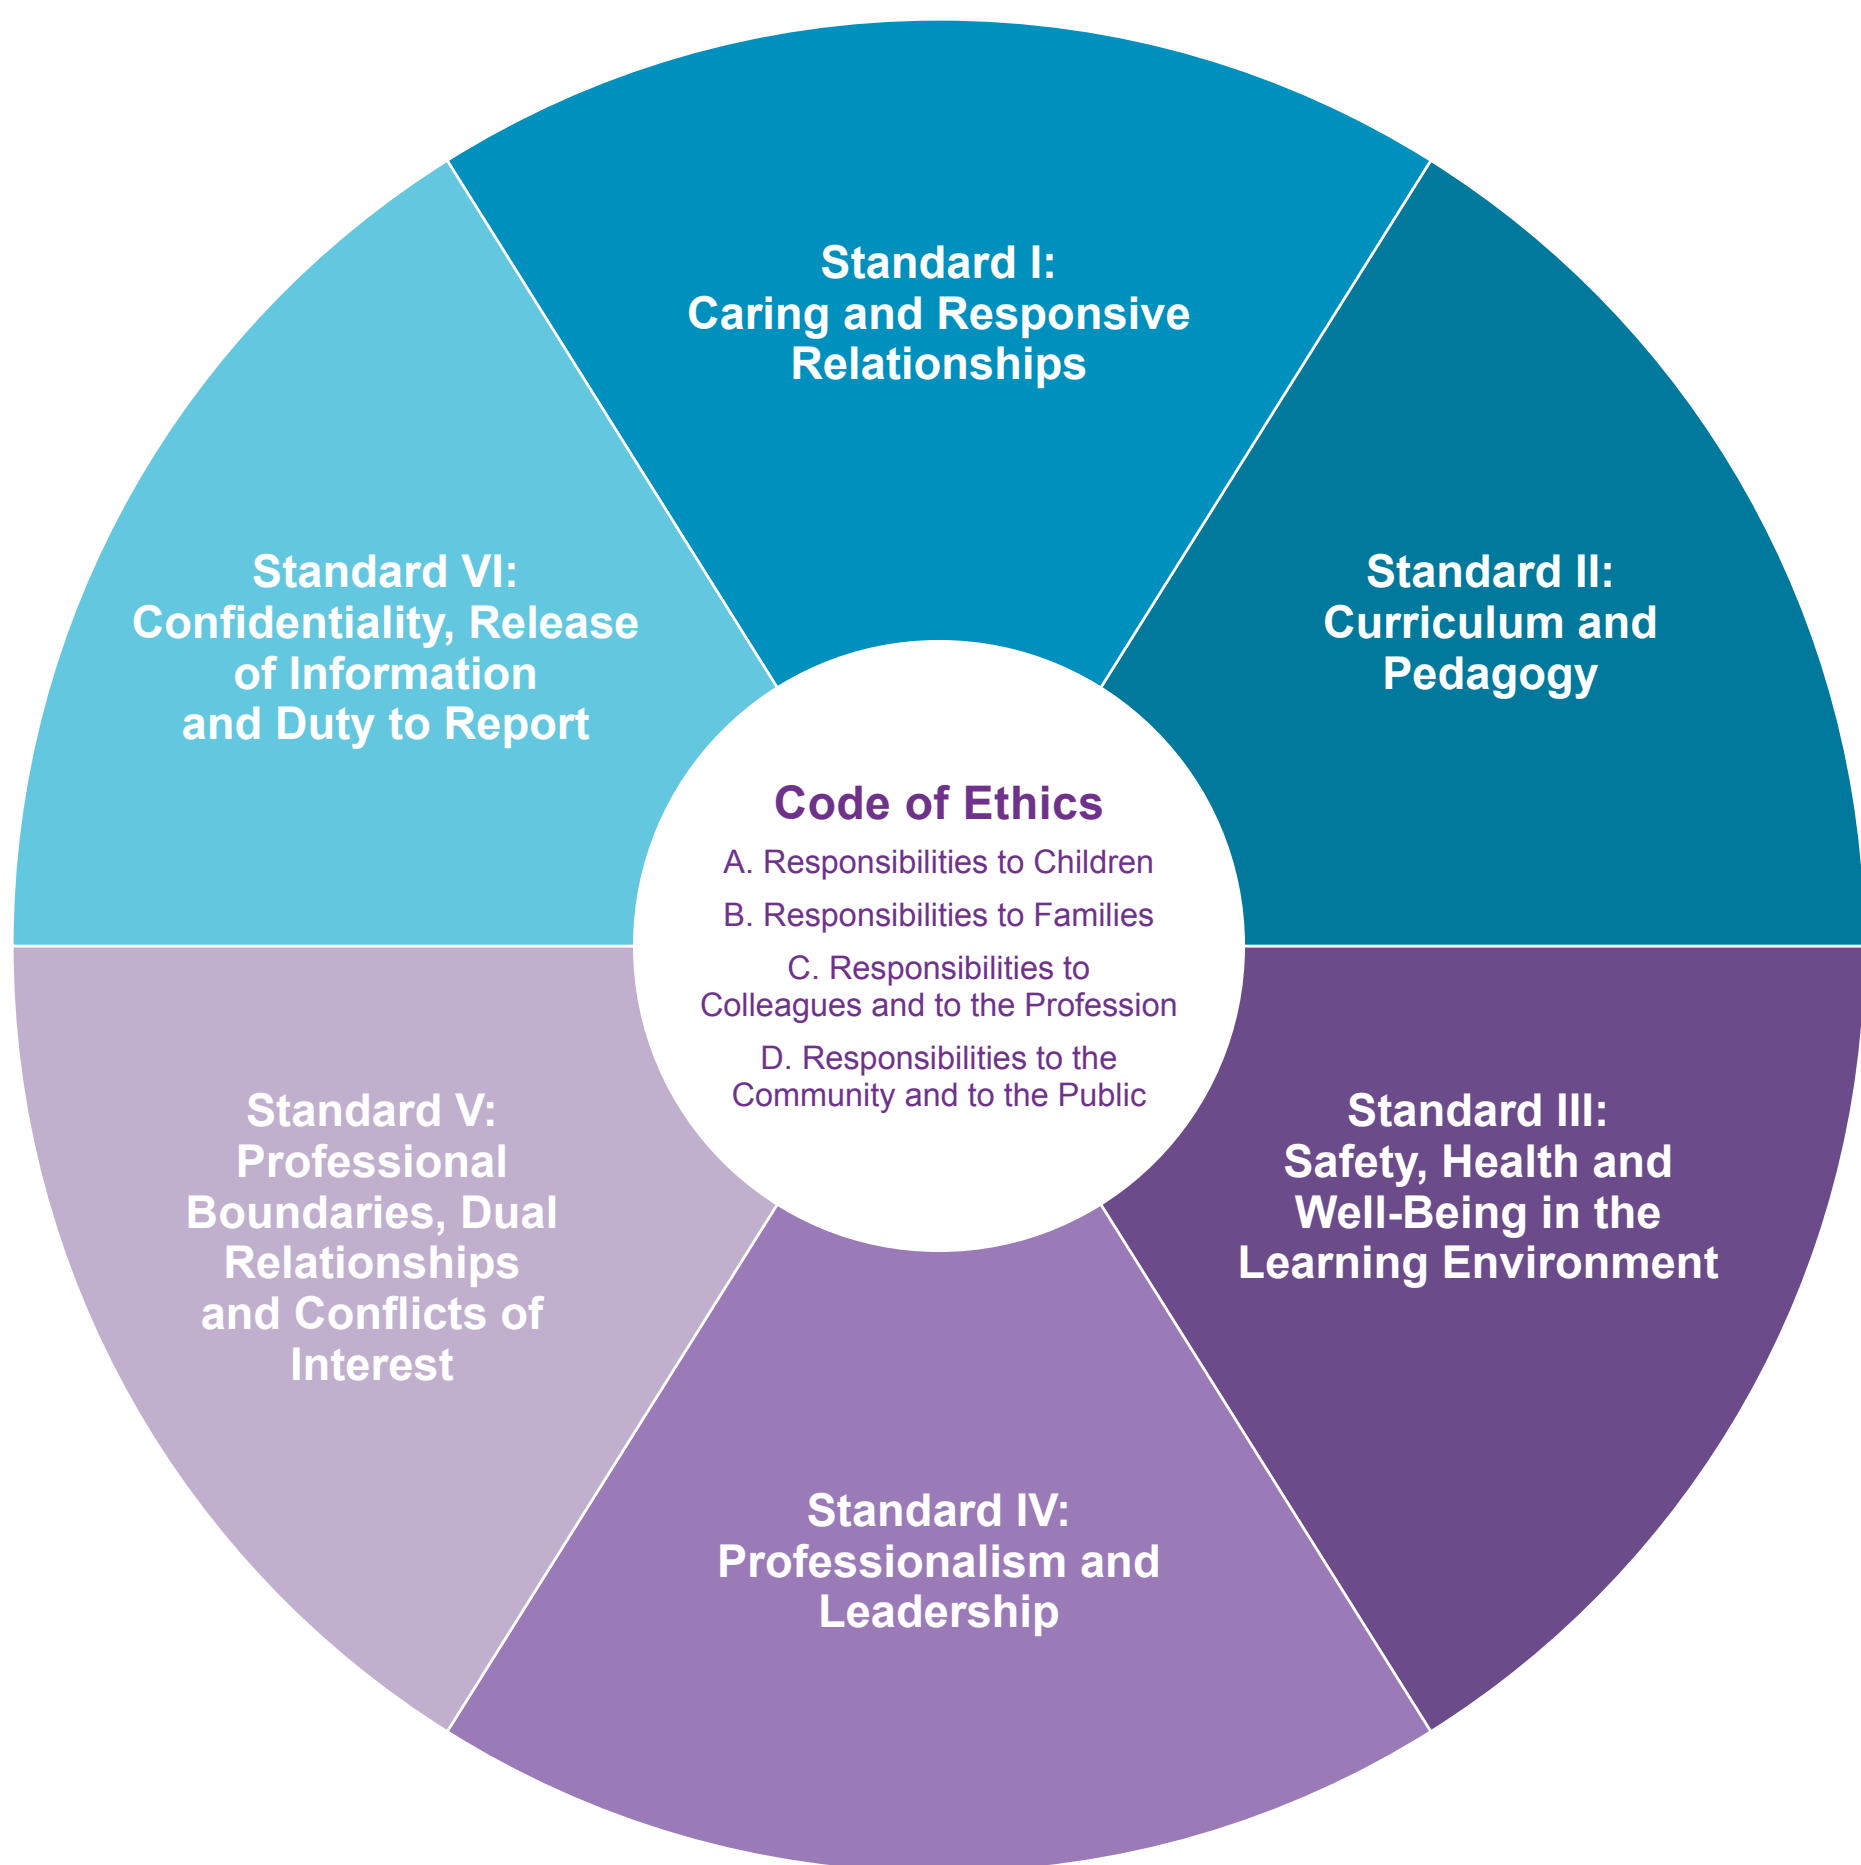 Standard I:
Caring and Responsive
Relationships
Standard II:
Curriculum and
Pedagogy
Standard III:
Safety, Health and
Well-Being in the
Learning Environment
Standard IV:
Professionalism and
Leadership
Standard V:
Professional
Boundaries, Dual
Relationships
and Conflicts of
Interest
Standard VI:
Confidentiality, Release
of Information
and Duty to Report
Code of Ethics
A. Responsibilities to Children
B. Responsibilities to Families
C. Responsibilities to
Colleagues and to the Profession
D. Responsibilities to the
Community and to the Public